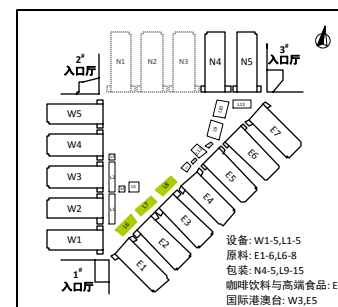 2#
入口厅
N1
N2
N3
N4
N5
3#
入口厅
L11
W5
W4
W3
W2
W1
E7
E6
E5
E4
E3
E2
E1
L8
L7
L6
1#
入口厅
设备: W1-5,L1-5
原料: E1-6,L6-8
包装: N4-5,L9-15
咖啡饮料与高端食品: E
国际港澳台: W3,E5